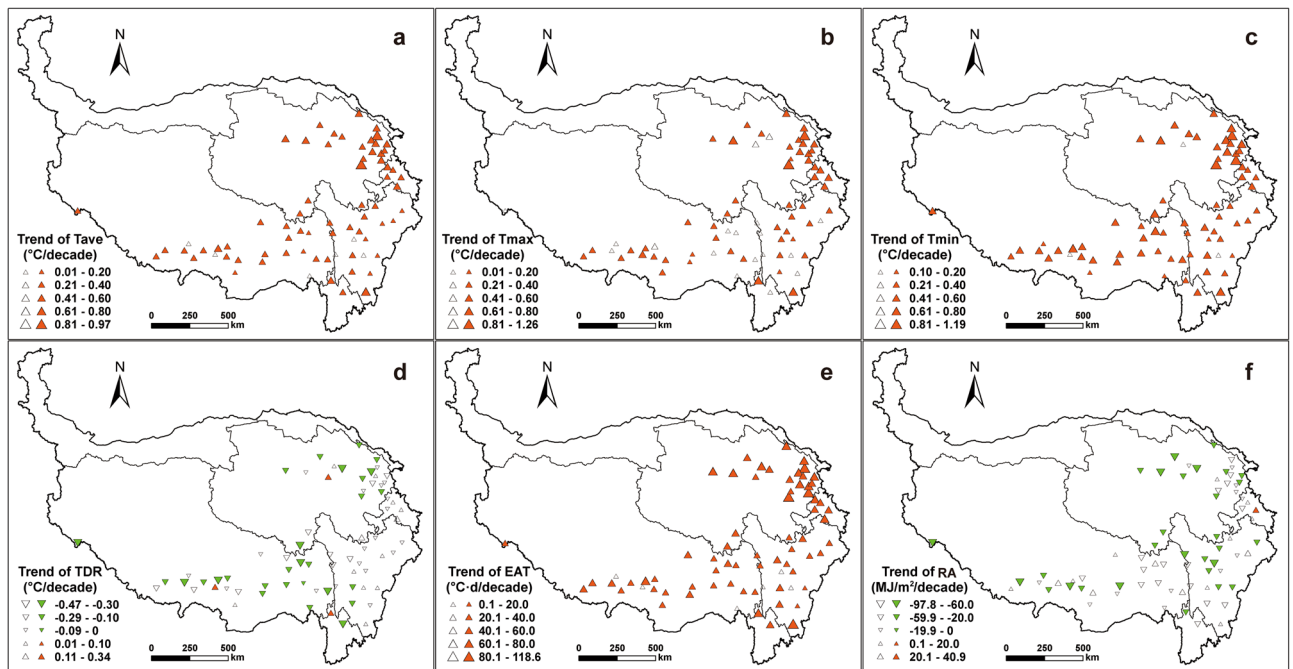 a
N
Trend of Tave
(°C/decade)
0.01 - 0.20
0.21 - 0.40
0.41 - 0.60
0.61 - 0.80
0.81 - 0.97
0 250 500
km
b
N
Trend of Tmax
(°C/decade)
0.01 - 0.20
0.21 - 0.40
0.41 - 0.60
0.61 - 0.80
0.81 - 1.26
0 250 500
km
c
N
Trend of Tmin
(°C/decade)
0.10 - 0.20
0.21 - 0.40
0.41 - 0.60
0.61 - 0.80
0.81 - 1.19
0 250 500
km
d
N
Trend of TDR
(°C/decade)
-0.47 - -0.30
-0.29 - -0.10
-0.09 - 0
0.01 - 0.10
0.11 - 0.34
0 250 500
km
e
N
Trend of EAT
(°C·d/decade)
0.1 - 20.0
20.1 - 40.0
40.1 - 60.0
60.1 - 80.0
80.1 - 118.6
0 250 500
km
f
N
Trend of RA
(MJ/m²/decade)
-97.8 - -60.0
-59.9 - -20.0
-19.9 - 0
0.1 - 20.0
20.1 - 40.9
0 250 500
km